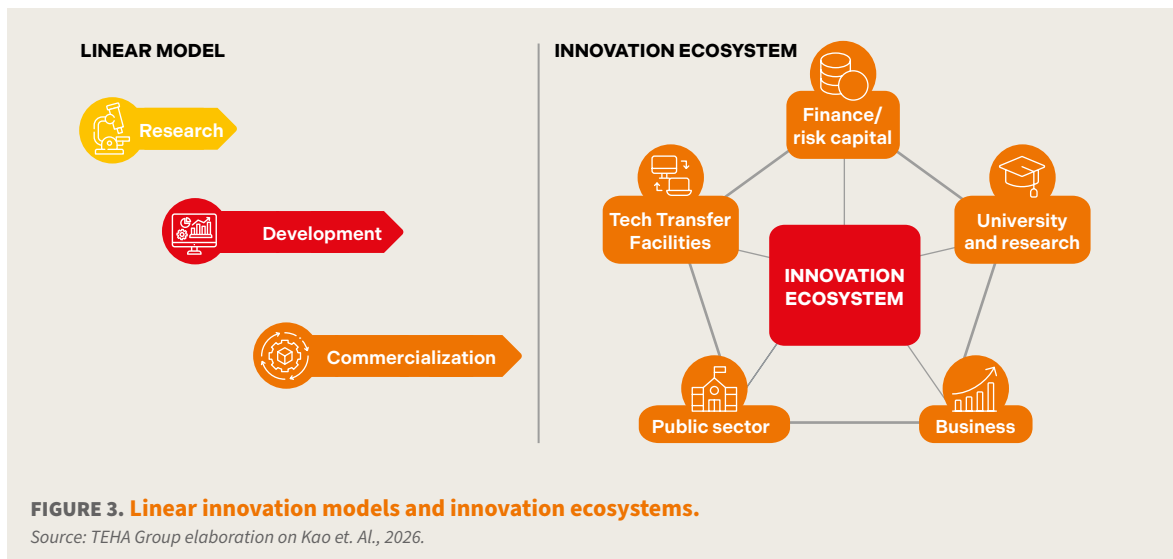 LINEAR MODEL
Research
Development
Commercialization
INNOVATION ECOSYSTEM
Finance/
risk capital
Tech Transfer
Facilities
University
and research
INNOVATION
ECOSYSTEM
Public sector
Business
FIGURE 3. Linear innovation models and innovation ecosystems.
Source: TEHA Group elaboration on Kao et. Al., 2026.